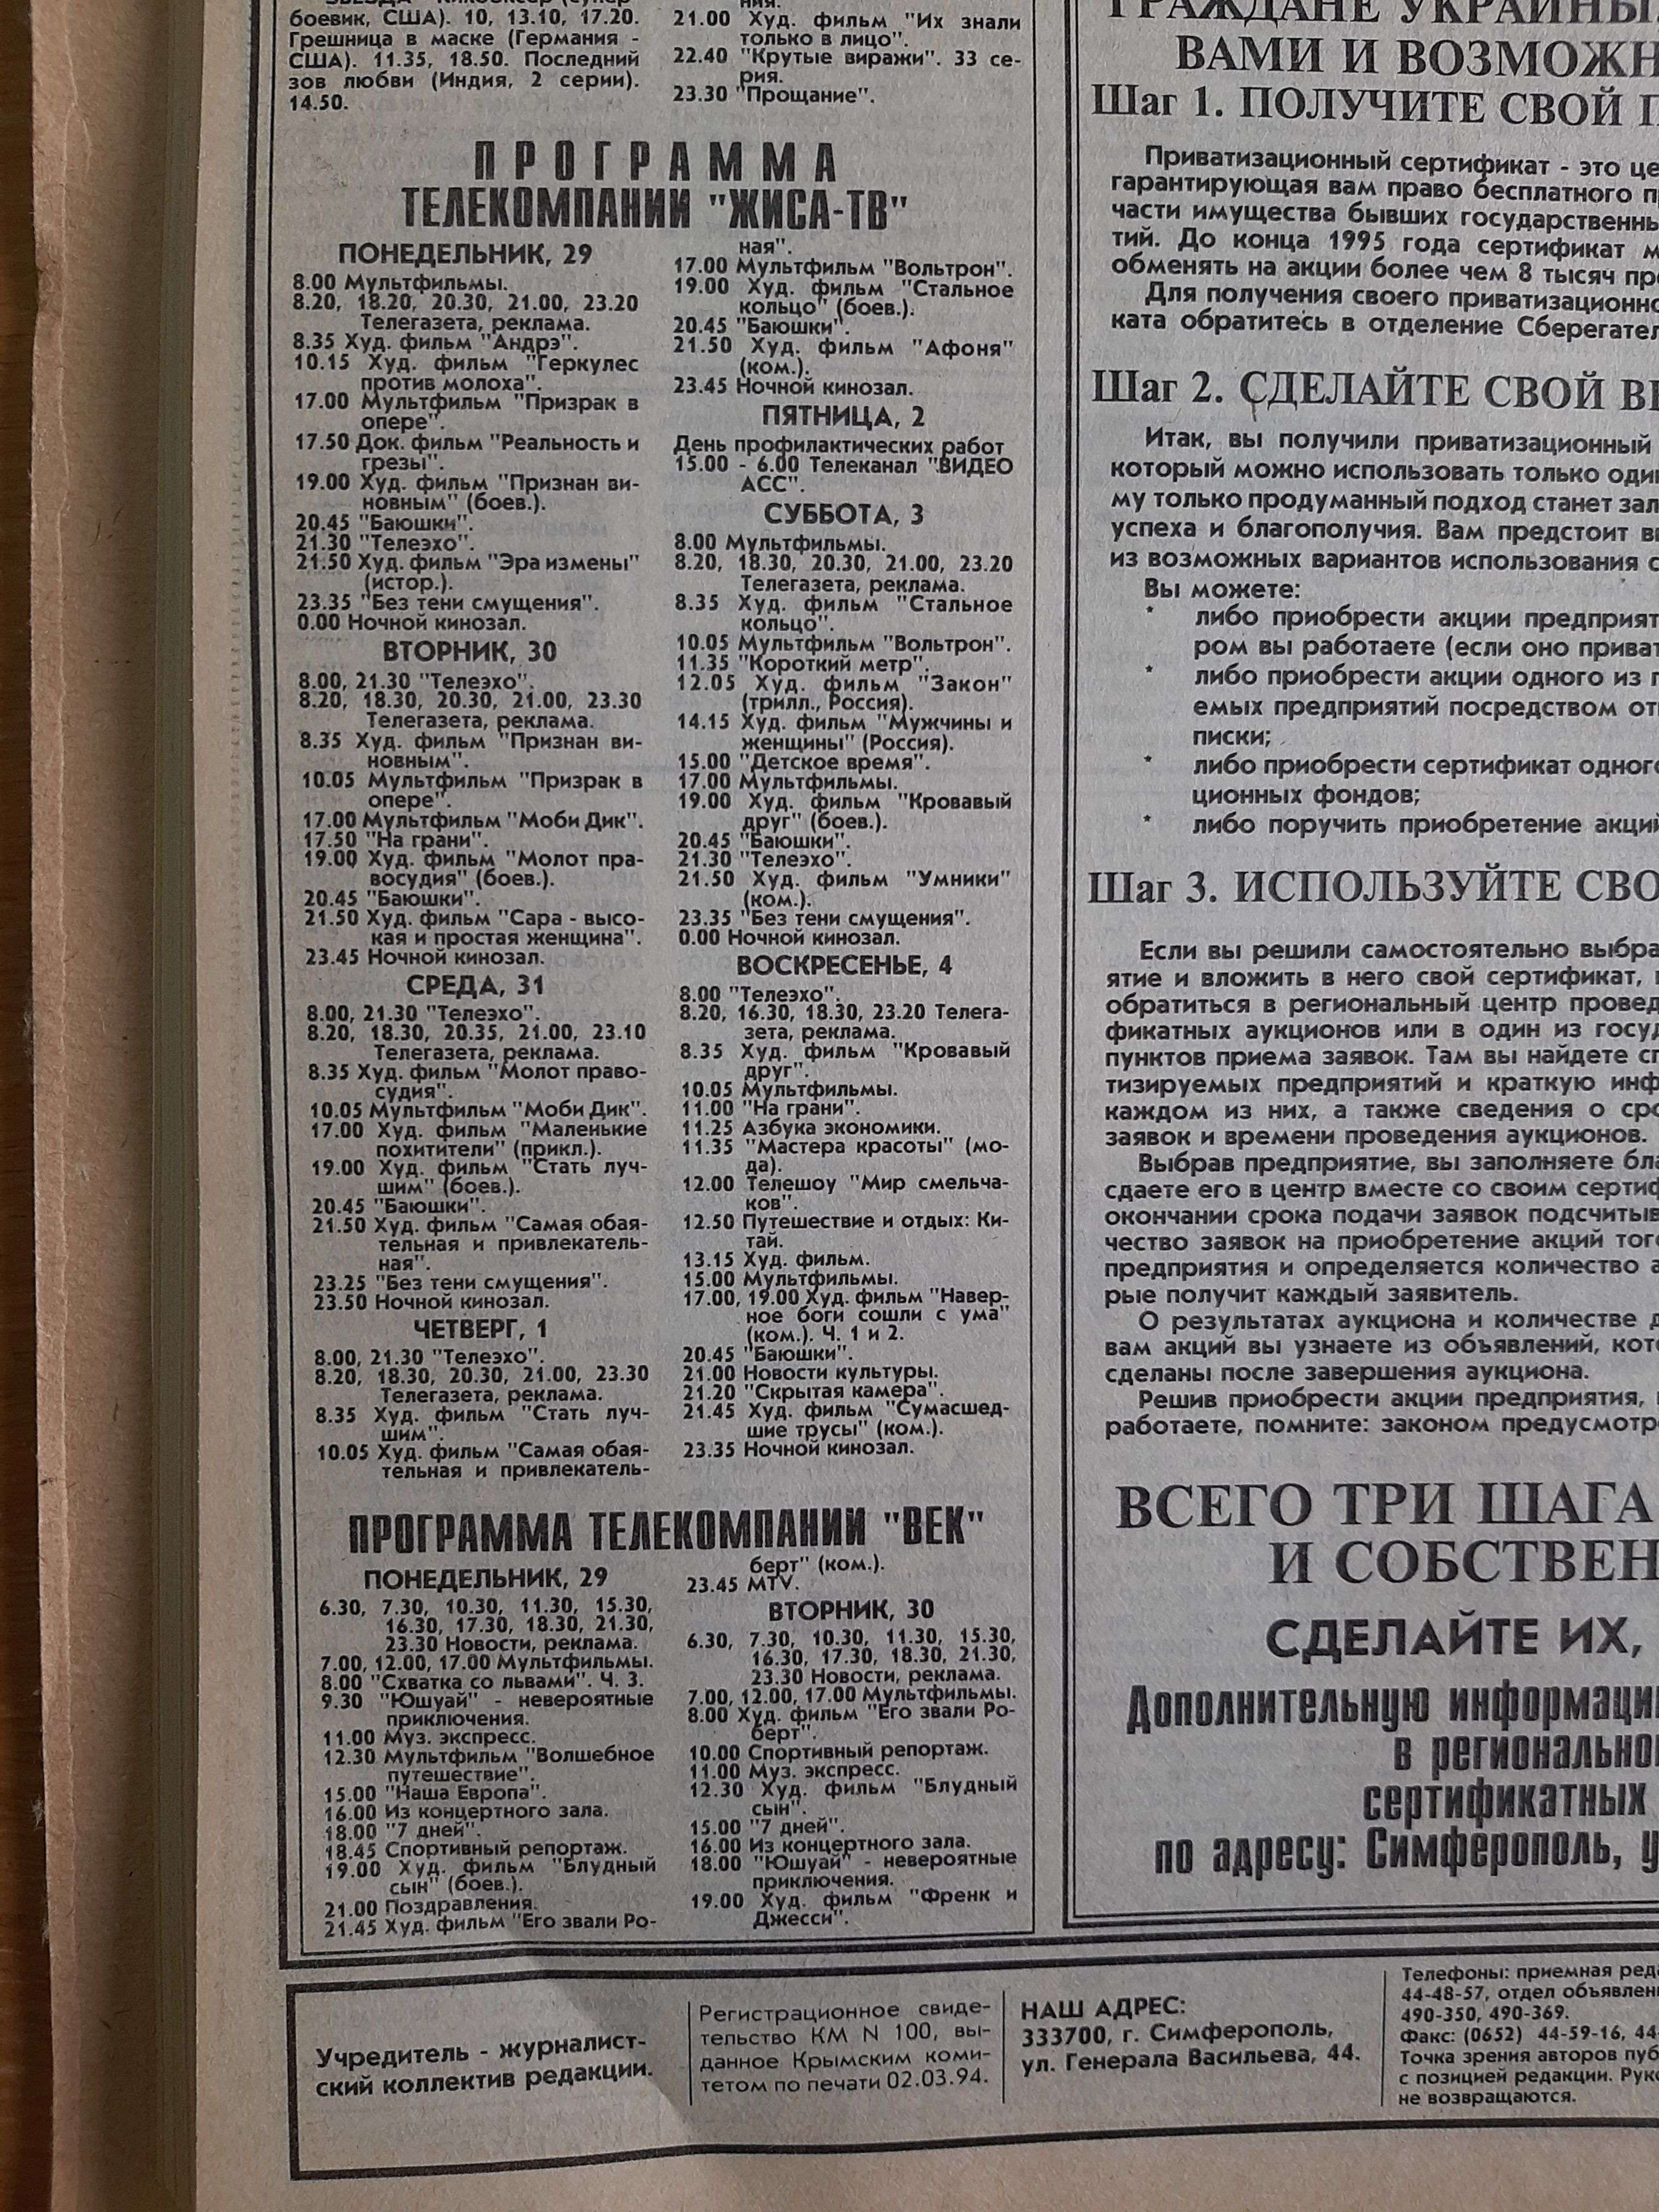 боевик, США). 10, 13.10, 17.20.
Грешница в маске (Германия -
США). 11.35, 18.50. Последний
зов любви (Индия, 2 серии).
14.50.
21.00 Худ. фильм "Их знали
только в лицо".
22.40 "Крутые виражи". 33 се-
рия.
23.30 "Прощание".
ПРОГРАММА
ТЕЛЕКОМПАНИИ "ЖИСА-ТВ"
ПОНЕДЕЛЬНИК, 29
8.00 Мультфильмы.
8.20, 18.20, 20.30, 21.00, 23.20
Телегазета, реклама.
8.35 Худ. фильм "Андрэ".
10.15 Худ. фильм "Геркулес
против молоха".
17.00 Мультфильм "Призрак в
опере".
17.50 Док. фильм "Реальность и
грезы".
19.00 Худ. фильм "Признан ви-
новным" (боев.).
20.45 "Баюшки".
21.30 "Телеэхо".
21.50 Худ. фильм "Эра измены"
(истор.).
23.35 "Без тени смущения".
0.00 Ночной кинозал.
ВТОРНИК, 30
8.00, 21.30 "Телеэхо".
8.20, 18.30, 20.30, 21.00, 23.30
Телегазета, реклама.
8.35 Худ. фильм "Признан ви-
новным".
10.05 Мультфильм "Призрак в
опере".
17.00 Мультфильм "Моби Дик".
17.50 "На грани".
19.00 Худ. фильм "Молот пра-
восудия" (боев.).
20.45 "Баюшки".
21.50 Худ. фильм "Сара - высо-
кая и простая женщина".
23.45 Ночной кинозал.
СРЕДА, 31
8.00, 21.30 "Телеэхо".
8.20, 18.30, 20.35, 21.00, 23.10
Телегазета, реклама.
8.35 Худ. фильм "Молот право-
судия".
10.05 Мультфильм "Моби Дик".
17.00 Худ. фильм "Маленькие
похитители" (прикл.).
19.00 Худ. фильм "Стать луч-
шим" (боев.).
20.45 "Баюшки".
21.50 Худ. фильм "Самая обая-
тельная и привлекатель-
ная".
23.25 "Без тени смущения".
23.50 Ночной кинозал.
ЧЕТВЕРГ, 1
8.00, 21.30 "Телеэхо".
8.20, 18.30, 20.30, 21.00, 23.30
Телегазета, реклама.
8.35 Худ. фильм "Стать луч-
шим".
10.05 Худ. фильм "Самая обая-
тельная и привлекатель-
ная".
17.00 Мультфильм "Вольтрон".
19.00 Худ. фильм "Стальное
кольцо" (боев.).
20.45 "Баюшки".
21.50 Худ. фильм "Афоня"
(ком.).
23.45 Ночной кинозал.
ПЯТНИЦА, 2
День профилактических работ
15.00 - 6.00 Телеканал "ВИДЕО
АСС".
СУББОТА, 3
8.00 Мультфильмы.
8.20, 18.30, 20.30, 21.00, 23.20
Телегазета, реклама.
8.35 Худ. фильм "Стальное
кольцо".
10.05 Мультфильм "Вольтрон".
11.35 "Короткий метр".
12.05 Худ. фильм "Закон"
(трилл., Россия).
14.15 Худ. фильм "Мужчины и
женщины" (Россия).
15.00 "Детское время".
17.00 Мультфильмы.
19.00 Худ. фильм "Кровавый
друг" (боев.).
20.45 "Баюшки".
21.30 "Телеэхо".
21.50 Худ. фильм "Умники"
(ком.).
23.35 "Без тени смущения".
0.00 Ночной кинозал.
ВОСКРЕСЕНЬЕ, 4
8.00 "Телеэхо".
8.20, 16.30, 18.30, 23.20 Телега-
зета, реклама.
8.35 Худ. фильм "Кровавый
друг".
10.05 Мультфильмы.
11.00 "На грани".
11.25 Азбука экономики.
11.35 "Мастера красоты" (мо-
да).
12.00 Телешоу "Мир смельча-
ков".
12.50 Путешествие и отдых: Ки-
тай.
13.15 Худ. фильм.
15.00 Мультфильмы.
17.00, 19.00 Худ. фильм "Навер-
ное боги сошли с ума"
(ком.). Ч. 1 и 2.
20.45 "Баюшки".
21.00 Новости культуры.
21.20 "Скрытая камера".
21.45 Худ. фильм "Сумасшед-
шие трусы" (ком.).
23.35 Ночной кинозал.
ПРОГРАММА ТЕЛЕКОМПАНИИ "ВЕК"
ПОНЕДЕЛЬНИК, 29
6.30, 7.30, 10.30, 11.30, 15.30,
16.30, 17.30, 18.30, 21.30,
23.30 Новости, реклама.
7.00, 12.00, 17.00 Мультфильмы.
8.00 "Схватка со львами". Ч. 3.
9.30 "Юшуай" - невероятные
приключения.
11.00 Муз. экспресс.
12.30 Мультфильм "Волшебное
путешествие".
15.00 "Наша Европа".
16.00 Из концертного зала.
18.00 "7 дней".
18.45 Спортивный репортаж.
19.00 Худ. фильм "Блудный
сын" (боев.).
21.00 Поздравления.
21.45 Худ. фильм "Его звали Ро-
берт" (ком.).
23.45 MTV.
ВТОРНИК, 30
6.30, 7.30, 10.30, 11.30, 15.30,
16.30, 17.30, 18.30, 21.30,
23.30 Новости, реклама.
7.00, 12.00, 17.00 Мультфильмы.
8.00 Худ. фильм "Его звали Ро-
берт".
10.00 Спортивный репортаж.
11.00 Муз. экспресс.
12.30 Худ. фильм "Блудный
сын".
15.00 "7 дней".
16.00 Из концертного зала.
18.00 "Юшуай" - невероятные
приключения.
19.00 Худ. фильм "Френк и
Джесси".
ГРАЖДАНЕ УКРАИНЫ
ВАМИ И ВОЗМОЖН
Шаг 1. ПОЛУЧИТЕ СВОЙ П
Приватизационный сертификат - это це
гарантирующая вам право бесплатного п
части имущества бывших государственны
тий. До конца 1995 года сертификат м
обменять на акции более чем 8 тысяч пр
Для получения своего приватизационно
ката обратитесь в отделение Сберегател
Шаг 2. СДЕЛАЙТЕ СВОЙ В
Итак, вы получили приватизационный
который можно использовать только оди
му только продуманный подход станет зал
успеха и благополучия. Вам предстоит в
из возможных вариантов использования с
Вы можете:
* либо приобрести акции предприят
ром вы работаете (если оно приват
* либо приобрести акции одного из п
емых предприятий посредством от
писки;
* либо приобрести сертификат одного
ционных фондов;
* либо поручить приобретение акций
Шаг 3. ИСПОЛЬЗУЙТЕ СВО
Если вы решили самостоятельно выбра
ятие и вложить в него свой сертификат,
обратиться в региональный центр провед
фикатных аукционов или в один из госуд
пунктов приема заявок. Там вы найдете сп
тизируемых предприятий и краткую инф
каждом из них, а также сведения о сро
заявок и времени проведения аукционов.
Выбрав предприятие, вы заполняете бла
сдаете его в центр вместе со своим сертиф
окончании срока подачи заявок подсчитыв
чество заявок на приобретение акций того
предприятия и определяется количество а
рые получит каждый заявитель.
О результатах аукциона и количестве д
вам акций вы узнаете из объявлений, кото
сделаны после завершения аукциона.
Решив приобрести акции предприятия,
работаете, помните: законом предусмотр
ВСЕГО ТРИ ШАГА
И СОБСТВЕН
СДЕЛАЙТЕ ИХ,
Дополнительную информаци
в регионально
сертификатных
по адресу: Симферополь, у
Учредитель - журналист-
ский коллектив редакции.
Регистрационное свиде-
тельство КМ N 100, вы-
данное Крымским коми-
тетом по печати 02.03.94.
НАШ АДРЕС:
333700, г. Симферополь,
ул. Генерала Васильева, 44.
Телефоны: приемная реда
44-48-57, отдел объявлен
490-350, 490-369.
Факс: (0652) 44-59-16, 44-
Точка зрения авторов пуб
с позицией редакции. Рук
не возвращаются.